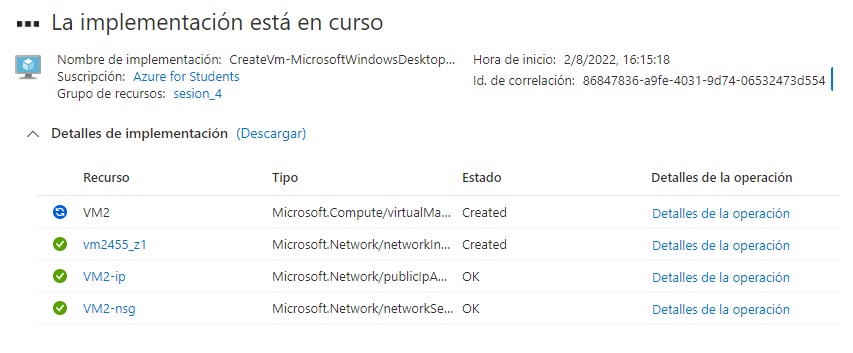 La implementación está en curso
Nombre de implementación: CreateVm-MicrosoftWindowsDesktop... Hora de inicio: 2/8/2022, 16:15:18
Suscripción: Azure for Students Id. de correlación: 86847836-a9fe-4031-9d74-06532473d554
Grupo de recursos: sesion_4
Detalles de implementación (Descargar)
Recurso Tipo Estado Detalles de la operación
VM2 Microsoft.Compute/virtualMa... Created Detalles de la operación
vm2455_z1 Microsoft.Network/networkIn... Created Detalles de la operación
VM2-ip Microsoft.Network/publicIpA... OK Detalles de la operación
VM2-nsg Microsoft.Network/networkSe... OK Detalles de la operación